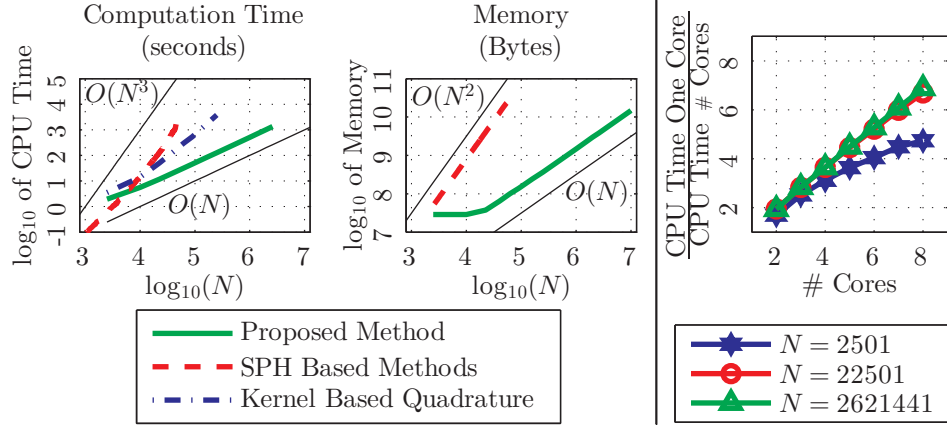 Computation Time
(seconds)
log10 of CPU Time
-1 0 1 2 3 4 5
O(N^3)
O(N)
3 4 5 6 7
log10(N)
Memory
(Bytes)
log10 of Memory
7 8 9 10 11
O(N^2)
O(N)
3 4 5 6 7
log10(N)
Proposed Method
SPH Based Methods
Kernel Based Quadrature
CPU Time One Core
CPU Time # Cores
2 4 6 8
2 4 6 8
# Cores
N = 2501
N = 22501
N = 2621441